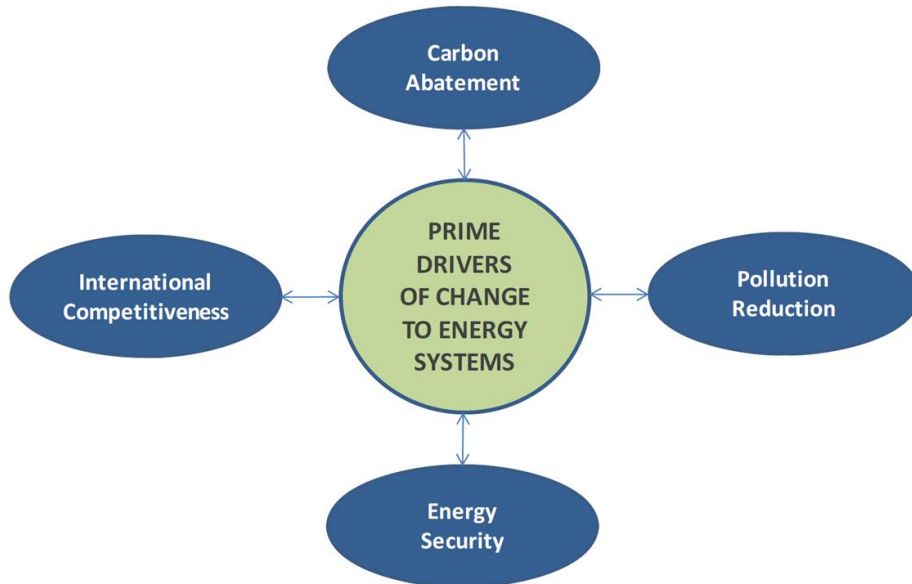 Carbon
Abatement
PRIME
DRIVERS
OF CHANGE
TO ENERGY
SYSTEMS
International
Competitiveness
Pollution
Reduction
Energy
Security